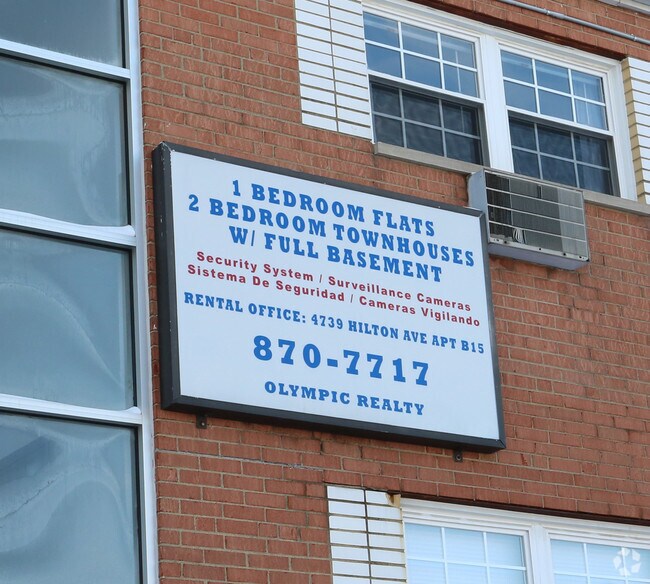 1 BEDROOM FLATS
2 BEDROOM TOWNHOUSES
W/ FULL BASEMENT
Security System / Surveillance Cameras
Sistema De Seguridad / Cameras Vigilando
RENTAL OFFICE: 4739 HILTON AVE APT B15
870-7717
OLYMPIC REALTY